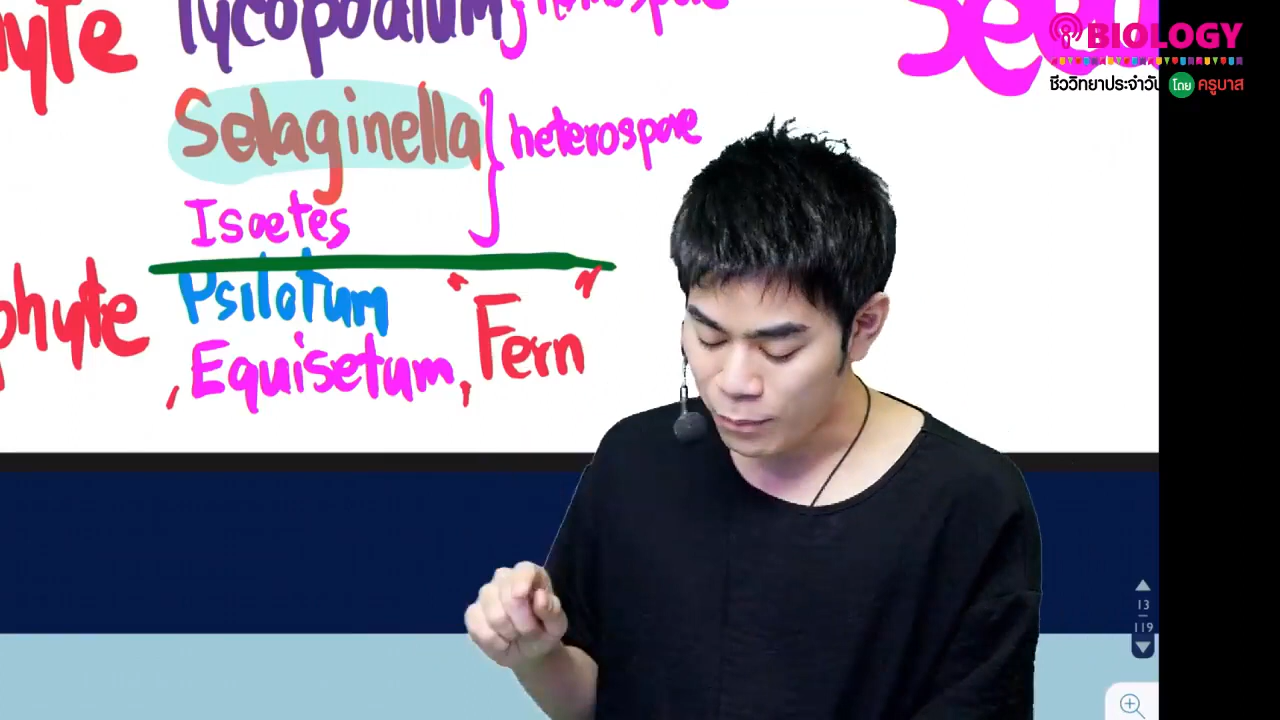 Lycopodium } homospore
Selaginella } heterospore
Isoetes
phyte Psilotum "Fern"
, Equisetum,
BIOLOGY
ชีววิทยาประจำวัน โดย ครูบาส
13
119